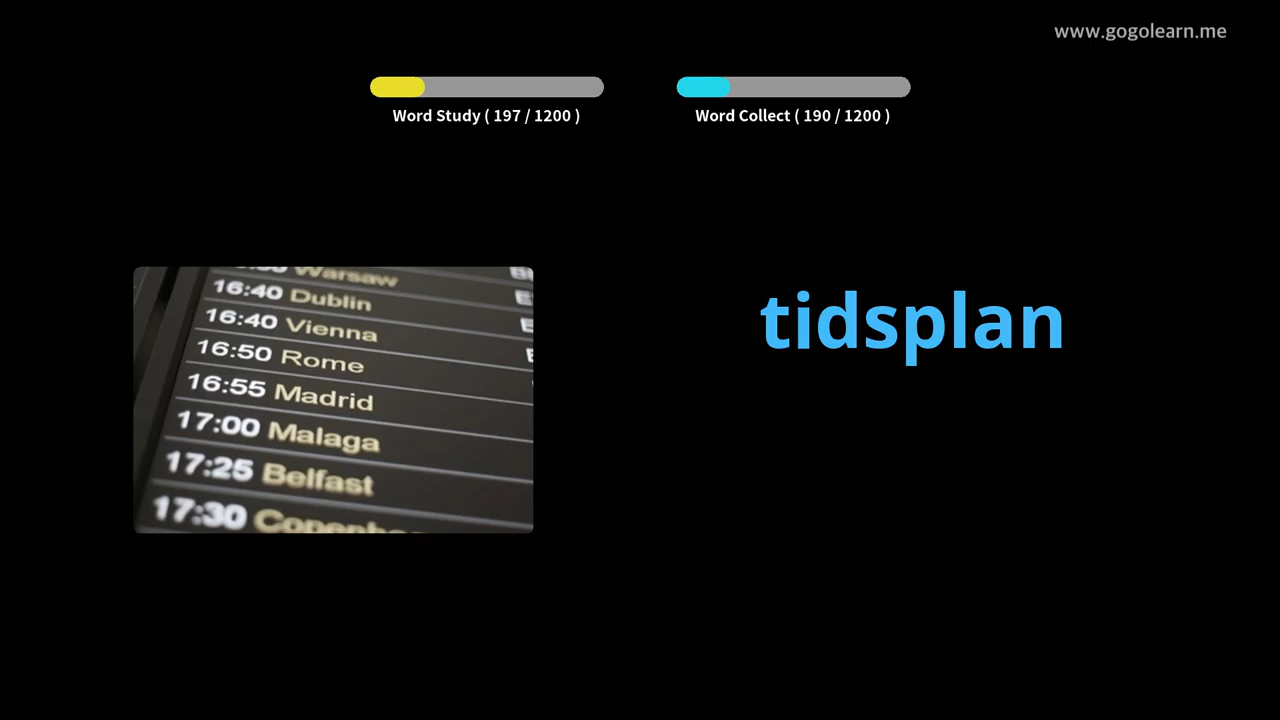 www.gogolearn.me
Word Study ( 197 / 1200 )
Word Collect ( 190 / 1200 )
Warsaw
16:40 Dublin
16:40 Vienna
16:50 Rome
16:55 Madrid
17:00 Malaga
17:25 Belfast
17:30
tidsplan